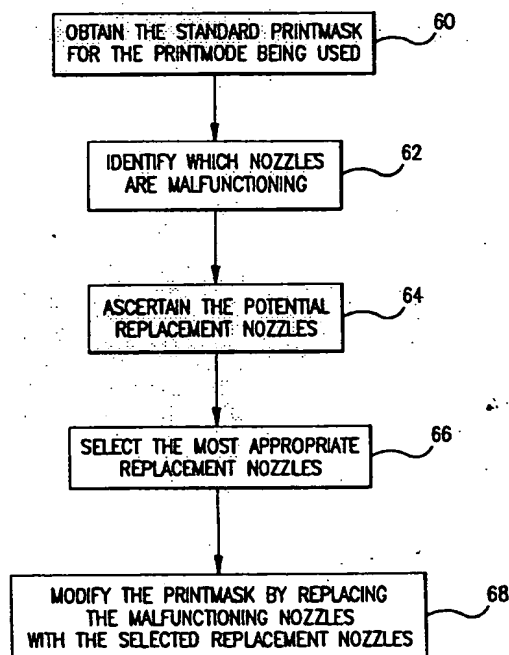 OBTAIN THE STANDARD PRINTMASK
FOR THE PRINTMODE BEING USED
60
IDENTIFY WHICH NOZZLES
ARE MALFUNCTIONING
62
ASCERTAIN THE POTENTIAL
REPLACEMENT NOZZLES
64
SELECT THE MOST APPROPRIATE
REPLACEMENT NOZZLES
66
MODIFY THE PRINTMASK BY REPLACING
THE MALFUNCTIONING NOZZLES
WITH THE SELECTED REPLACEMENT NOZZLES
68